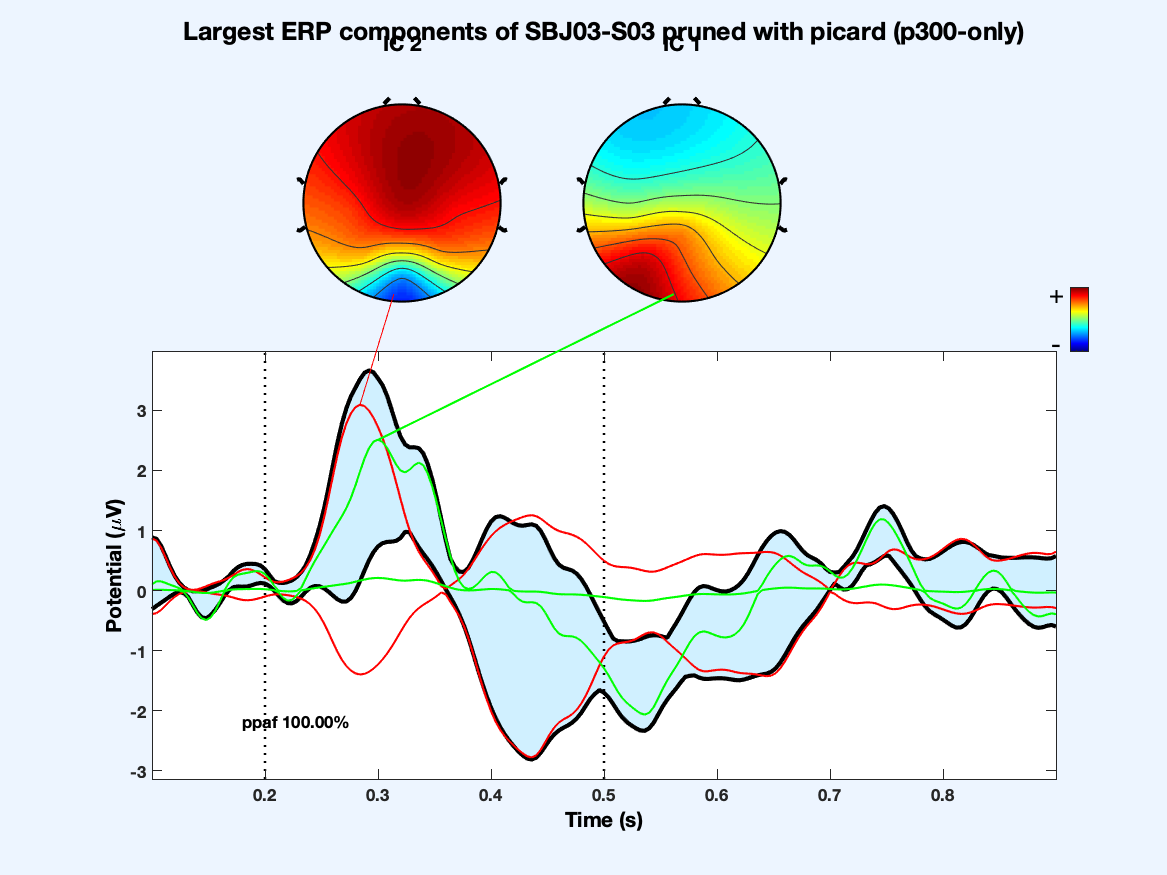 Largest ERP components of SBJ03-S03 pruned with picard (p300-only)
IC 2
IC 1
+
-
3
2
1
0
-1
-2
-3
Potential (μV)
ppaf 100.00%
0.2
0.3
0.4
0.5
0.6
0.7
0.8
Time (s)